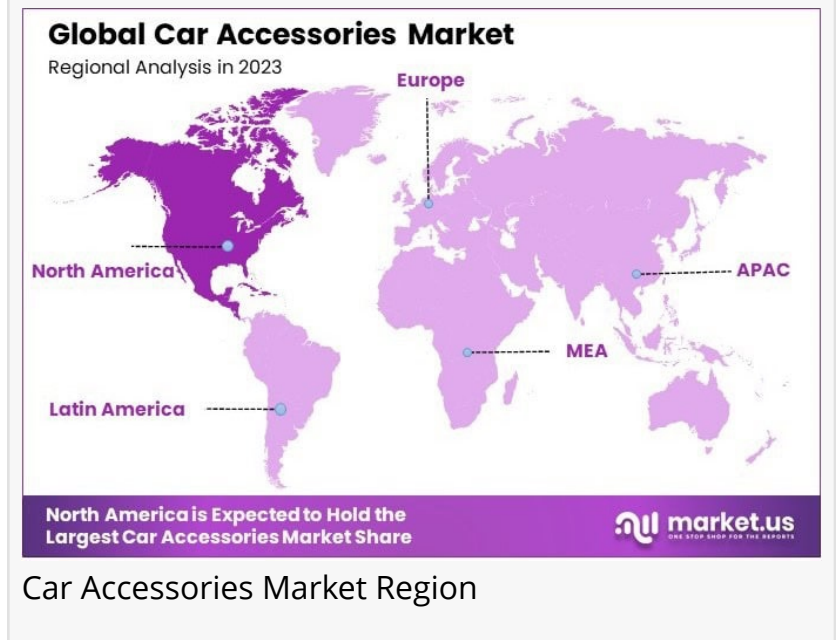 Global Car Accessories Market
Regional Analysis in 2023
Europe
North America
APAC
MEA
Latin America
North America is Expected to Hold the
Largest Car Accessories Market Share
market.us
ONE STOP SHOP FOR THE REPORTS
Car Accessories Market Region